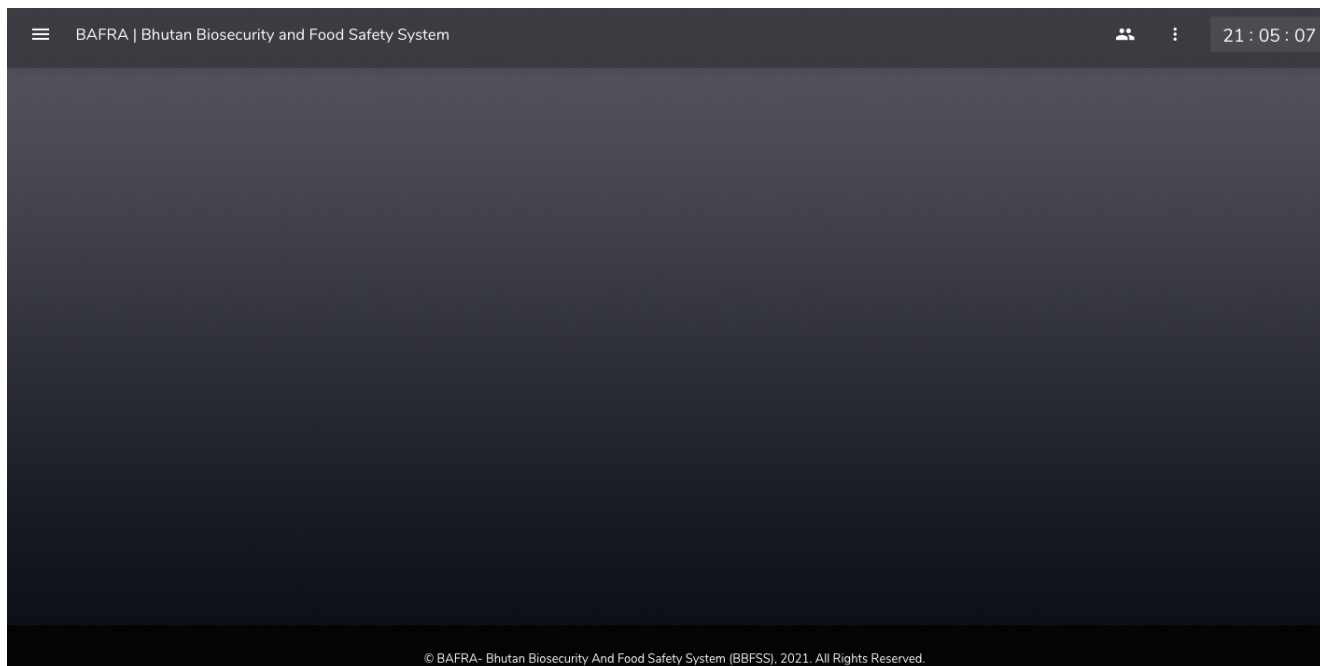 BAFRA | Bhutan Biosecurity and Food Safety System
21 : 05 : 07
© BAFRA- Bhutan Biosecurity And Food Safety System (BBFSS), 2021. All Rights Reserved.